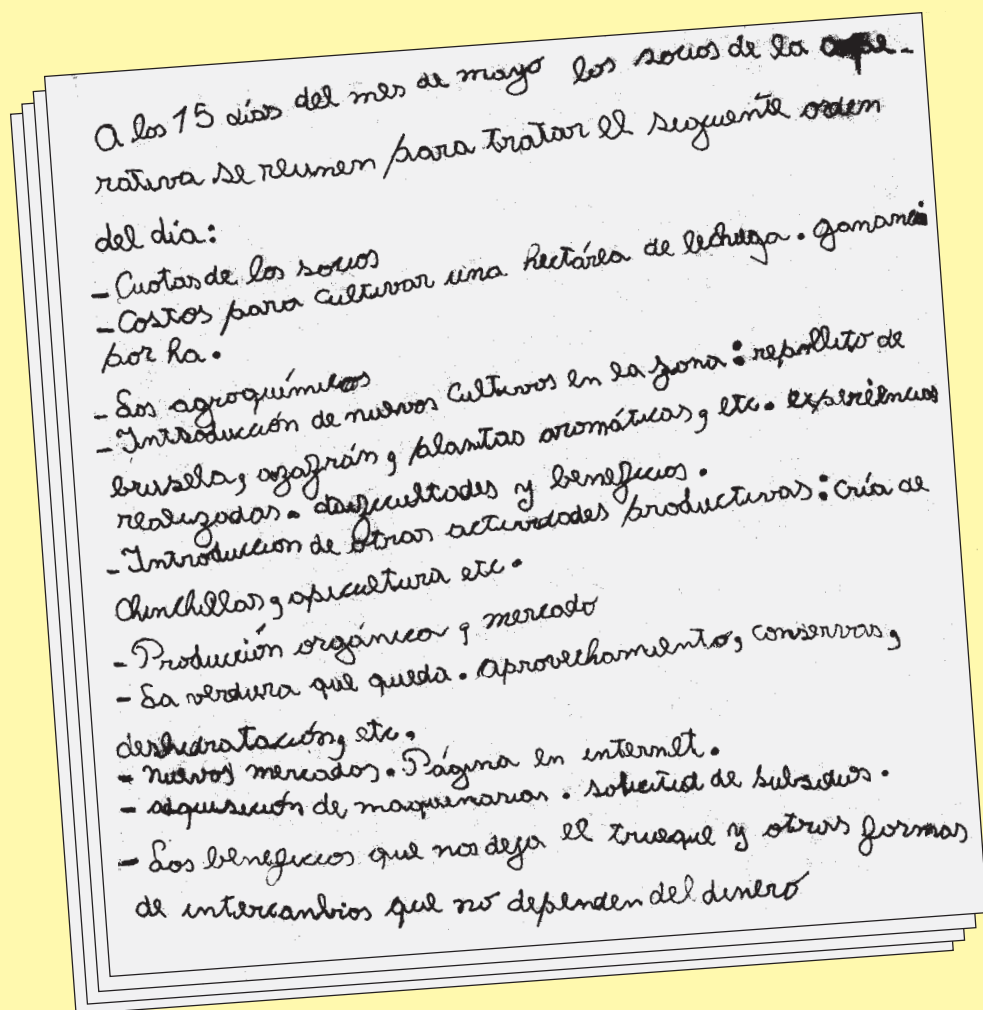 A los 15 días del mes de mayo los socios de la coope-
rativa se reunen para tratar el seguiente orden
del dia:
- Cuotas de los socios
- Costos para cultivar una hectárea de lechuga. ganancia
por ha.
- Los agroquímicos
- Introducción de nuevos cultivos en la zona: repollito de
brusela, azafrán, plantas aromáticas, etc. experiencias
realizadas. dificultades y beneficios.
- Introduccion de otras actividades productivas: cría de
chinchillas, apicultura etc.
- Producción orgánica, mercado
- La verdura que queda. aprovechamiento, conservas,
deshidratación, etc.
- nuevos mercados. Página en internet.
- adquisición de maquinarias. solicitud de subsidios.
- Los beneficios que nos deja el trueque y otras formas
de intercambios que no dependen del dinero